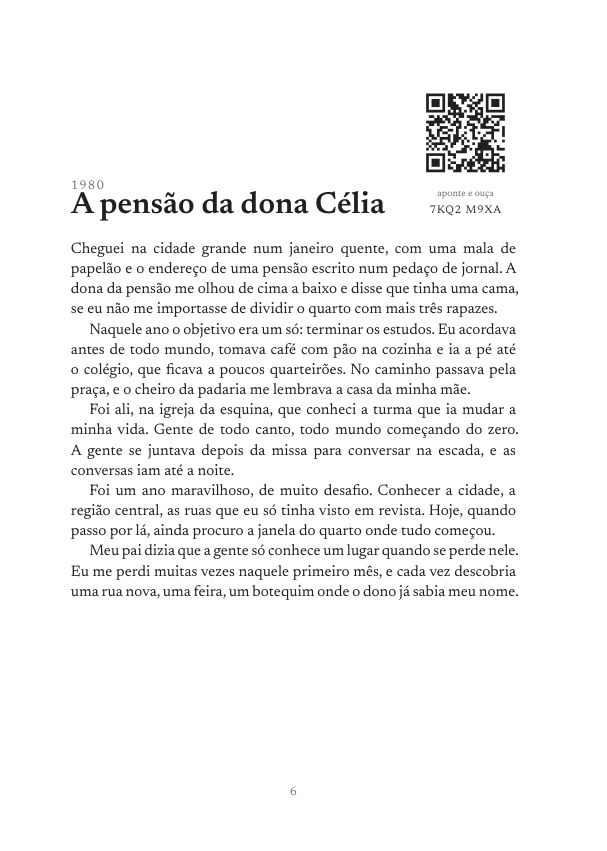 1980
A pensão da dona Célia
aponte e ouça
7KQ2 M9XA
Cheguei na cidade grande num janeiro quente, com uma mala de
papelão e o endereço de uma pensão escrito num pedaço de jornal. A
dona da pensão me olhou de cima a baixo e disse que tinha uma cama,
se eu não me importasse de dividir o quarto com mais três rapazes.
Naquele ano o objetivo era um só: terminar os estudos. Eu acordava
antes de todo mundo, tomava café com pão na cozinha e ia a pé até
o colégio, que ficava a poucos quarteirões. No caminho passava pela
praça, e o cheiro da padaria me lembrava a casa da minha mãe.
Foi ali, na igreja da esquina, que conheci a turma que ia mudar a
minha vida. Gente de todo canto, todo mundo começando do zero.
A gente se juntava depois da missa para conversar na escada, e as
conversas iam até a noite.
Foi um ano maravilhoso, de muito desafio. Conhecer a cidade, a
região central, as ruas que eu só tinha visto em revista. Hoje, quando
passo por lá, ainda procuro a janela do quarto onde tudo começou.
Meu pai dizia que a gente só conhece um lugar quando se perde nele.
Eu me perdi muitas vezes naquele primeiro mês, e cada vez descobria
uma rua nova, uma feira, um botequim onde o dono já sabia meu nome.
6